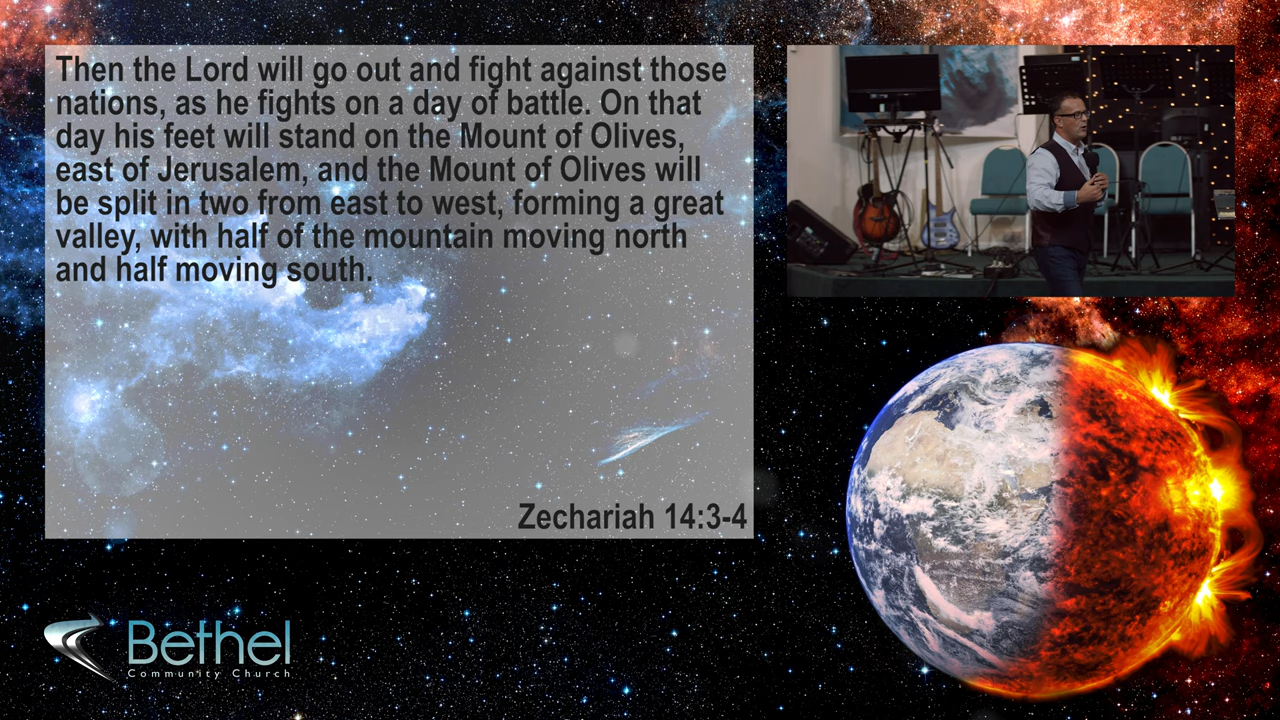 Then the Lord will go out and fight against those
nations, as he fights on a day of battle. On that
day his feet will stand on the Mount of Olives,
east of Jerusalem, and the Mount of Olives will
be split in two from east to west, forming a great
valley, with half of the mountain moving north
and half moving south.
Zechariah 14:3-4
Bethel
Community Church